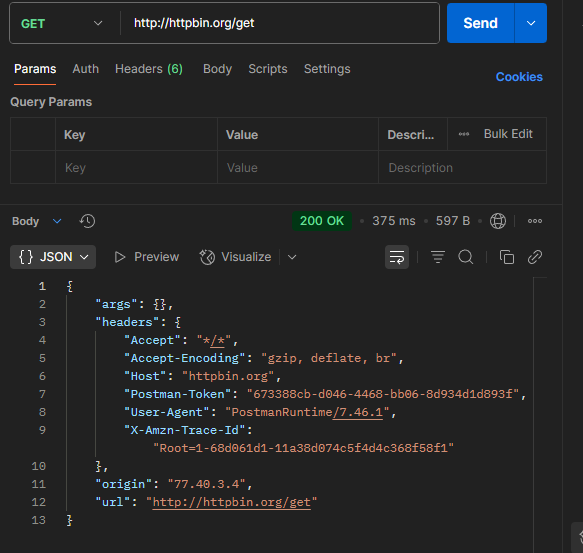 GET http://httpbin.org/get Send
Params Auth Headers (6) Body Scripts Settings
Cookies
Query Params
Key Value Descri... Bulk Edit
Key Value Description
Body 200 OK • 375 ms • 597 B •
{} JSON Preview Visualize
1 {
2 "args": {},
3 "headers": {
4 "Accept": "*/*",
5 "Accept-Encoding": "gzip, deflate, br",
6 "Host": "httpbin.org",
7 "Postman-Token": "673388cb-d046-4468-bb06-8d934d1d893f",
8 "User-Agent": "PostmanRuntime/7.46.1",
9 "X-Amzn-Trace-Id":
"Root=1-68d061d1-11a38d074c5f4d4c368f58f1"
10 },
11 "origin": "77.40.3.4",
12 "url": "http://httpbin.org/get"
13 }